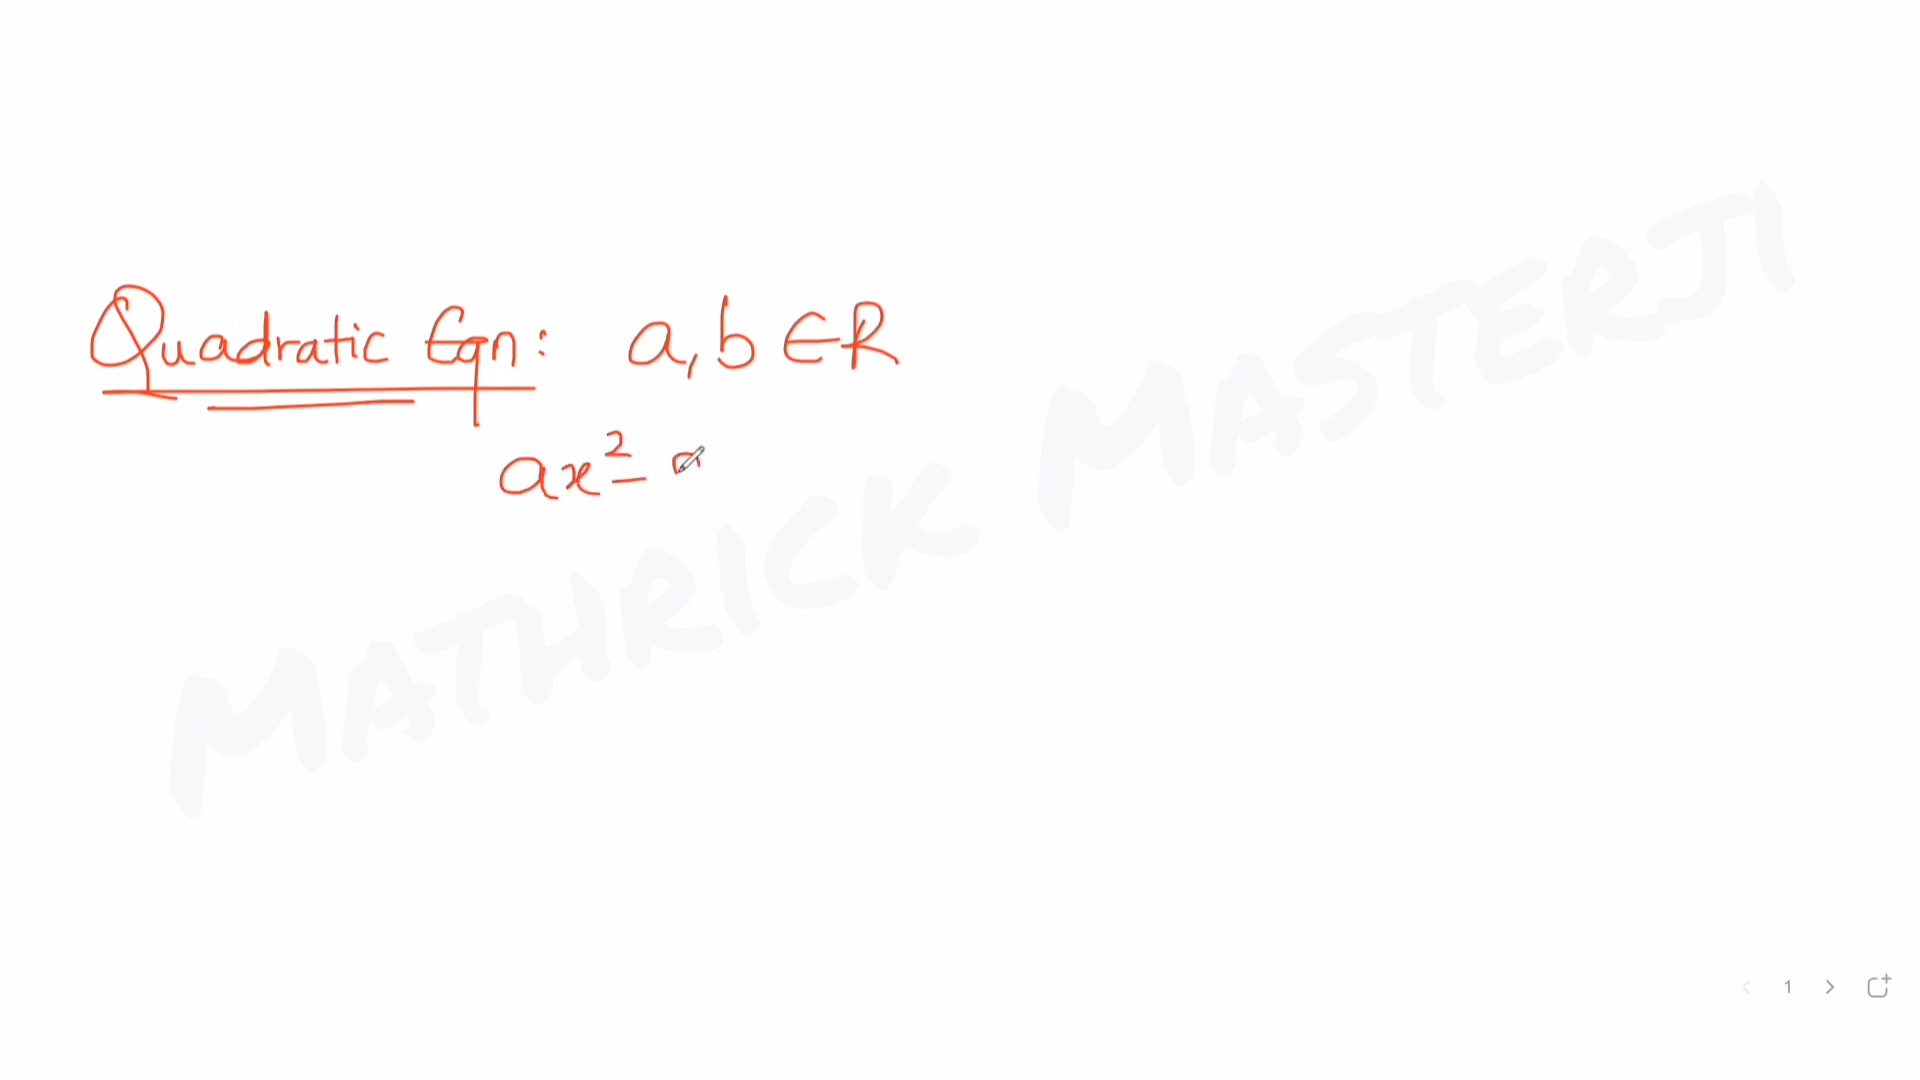 Quadratic Eqn: a, b ∈ R
ax² –
MATHRICK MASTERJI
1